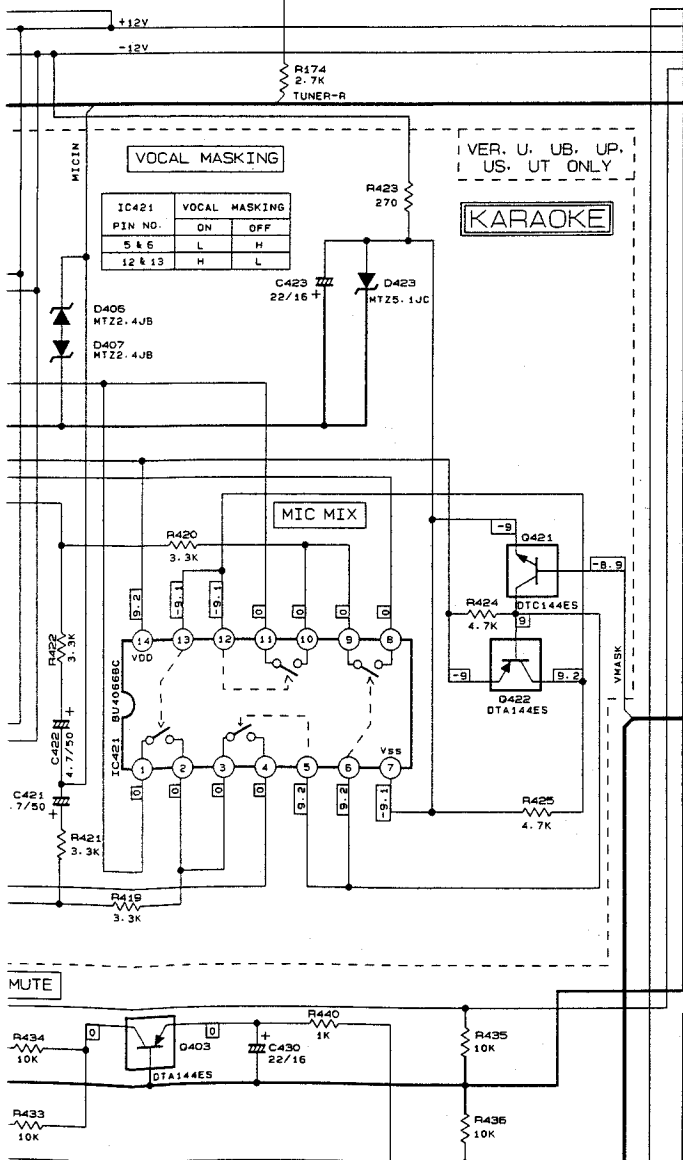 +12V
-12V
R174
2.7K
TUNER-R
MICIN
VOCAL MASKING
VER. U, UB, UP,
US, UT ONLY
KARAOKE
R423
270
IC421 VOCAL MASKING
PIN NO. ON OFF
5 & 6 L H
12 & 13 H L
C423
22/16 +
D423
MTZ5.1JC
D406
MTZ2.4JB
D407
MTZ2.4JB
MIC MIX
R420
3.3K
-9
Q421
-8.9
DTC144ES
R424
4.7K
9
-9
9.2
Q422
DTA144ES
VMASK
9.2
-9.1
-9.1
0
0
0
0
14 13 12 11 10 9 8
VDD
BU4066BC
IC421
Vss
1 2 3 4 5 6 7
0
0
0
0
9.2
9.2
-9.1
R422
3.3K
C422
4.7/50
+
C421
.7/50 +
R421
3.3K
R425
4.7K
R419
3.3K
MUTE
R434
10K
0
Q403
0
DTA144ES
+
C430
22/16
R440
1K
R435
10K
R433
10K
R436
10K